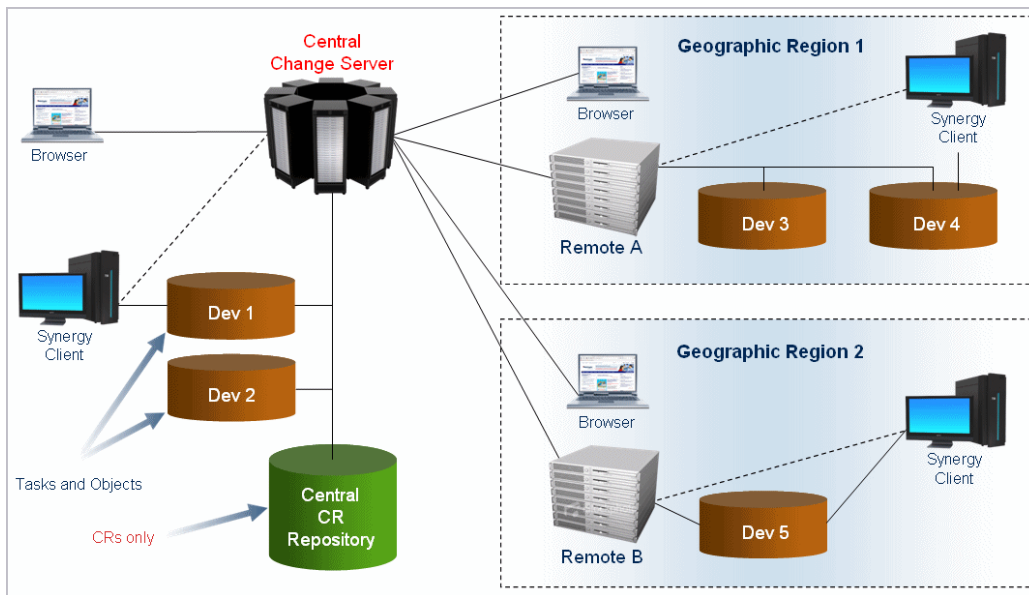 Central
Change Server
Browser
Synergy
Client
Dev 1
Dev 2
Tasks and Objects
CRs only
Central
CR
Repository
Geographic Region 1
Browser
Remote A
Dev 3
Dev 4
Synergy
Client
Geographic Region 2
Browser
Remote B
Dev 5
Synergy
Client